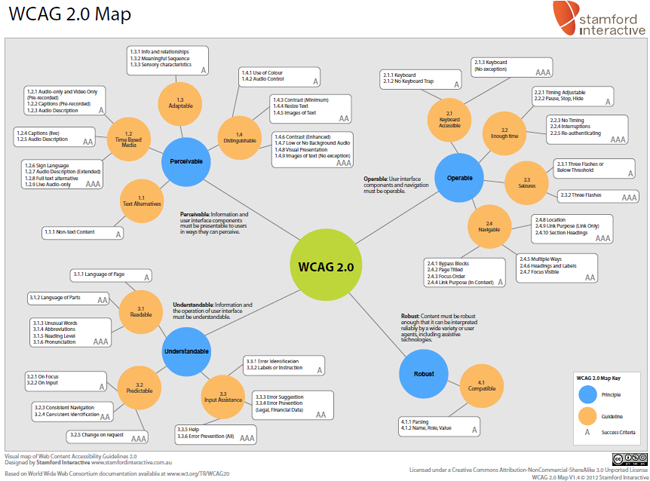 WCAG 2.0 Map
stamford
interactive
1.3.1 Info and relationships
1.3.2 Meaningful Sequence
1.3.3 Sensory characteristics
A
1.3
Adaptable
1.2.1 Audio-only and Video Only
(Pre-recorded)
1.2.2 Captions (Pre-recorded)
1.2.3 Audio Description
A
1.2.4 Captions (live)
1.2.5 Audio Description
AA
1.2.6 Sign Language
1.2.7 Audio Description (Extended)
1.2.8 Full text alternative
1.2.9 Live Audio-only
AAA
1.2
Time Based
Media
1.4.1 Use of Colour
1.4.2 Audio Control
A
1.4.3 Contrast (Minimum)
1.4.4 Resize Text
1.4.5 Images of Text
AA
1.4.6 Contrast (Enhanced)
1.4.7 Low or No Background Audio
1.4.8 Visual Presentation
1.4.9 Images of text (No exception)
AAA
1.4
Distinguishable
Perceivable
1.1
Text Alternatives
1.1.1 Non-text Content
A
Perceivable: Information and
user interface components
must be presentable to users
in ways they can perceive.
2.1.1 Keyboard
2.1.2 No Keyboard Trap
A
2.1.3 Keyboard
(No exception)
AAA
2.1
Keyboard
Accessible
2.2.1 Timing Adjustable
2.2.2 Pause, Stop, Hide
A
2.2.3 No Timing
2.2.4 Interruptions
2.2.5 Re-authenticating
AAA
2.2
Enough time
2.3.1 Three Flashes or
Below Threshold
A
2.3.2 Three Flashes
AAA
2.3
Seizures
Operable: User interface
components and navigation
must be operable.
Operable
2.4
Navigable
2.4.8 Location
2.4.9 Link Purpose (Link Only)
2.4.10 Section Headings
AAA
2.4.5 Multiple Ways
2.4.6 Headings and Labels
2.4.7 Focus Visible
AA
2.4.1 Bypass Blocks
2.4.2 Page Titled
2.4.3 Focus Order
2.4.4 Link Purpose (In Context)
A
WCAG 2.0
3.1.1 Language of Page
A
3.1.2 Language of Parts
AA
3.1.3 Unusual Words
3.1.4 Abbreviations
3.1.5 Reading Level
3.1.6 Pronunciation
AAA
3.1
Readable
Understandable: Information and
the operation of user interface
must be understandable.
Understandable
3.2.1 On Focus
3.2.2 On Input
A
3.2.3 Consistent Navigation
3.2.4 Consistent Identification
AA
3.2.5 Change on request
AAA
3.2
Predictable
3.3.1 Error Identification
3.3.2 Labels or Instruction
A
3.3.3 Error Suggestion
3.3.4 Error Prevention
(Legal, Financial Data)
AA
3.3.5 Help
3.3.6 Error Prevention (All)
AAA
3.3
Input Assistance
Robust: Content must be robust
enough that it can be interpreted
reliably by a wide variety or user
agents, including assistive
technologies.
Robust
4.1
Compatible
4.1.1 Parsing
4.1.2 Name, Role, Value
A
WCAG 2.0 Map Key
Principle
Guideline
A Success Criteria
Visual map of Web Content Accessibility Guidelines 2.0
Designed by Stamford Interactive www.stamfordinteractive.com.au
Based on World Wide Web Consortium documentation available at www.w3.org/TR/WCAG20
Licensed under a Creative Commons Attribution-NonCommercial-ShareAlike 3.0 Unported License
WCAG 2.0 Map V1.4 © 2012 Stamford Interactive